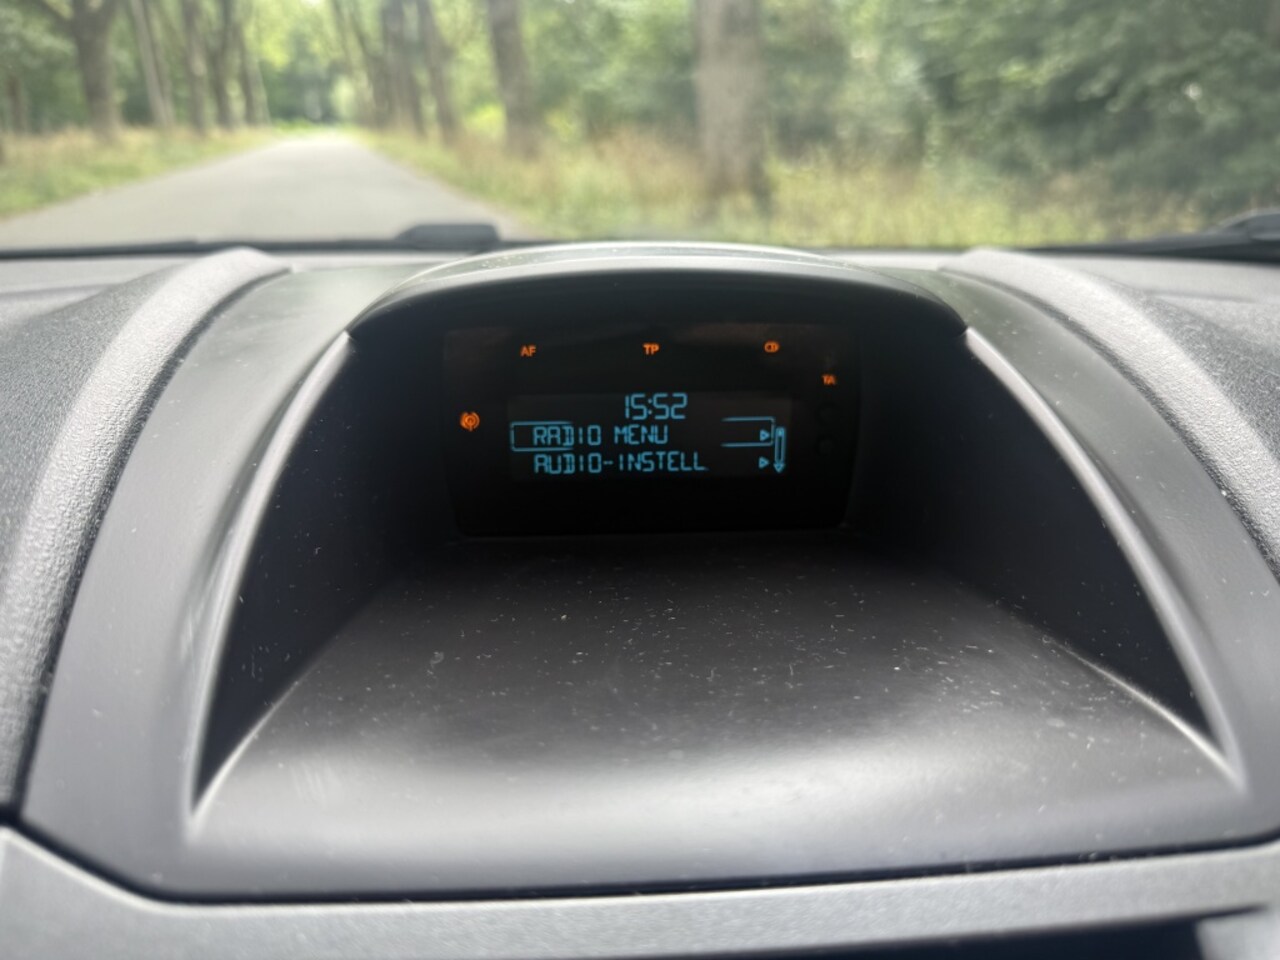 AF TP CD
TA
15:52
RADIO MENU
AUDIO-INSTELL